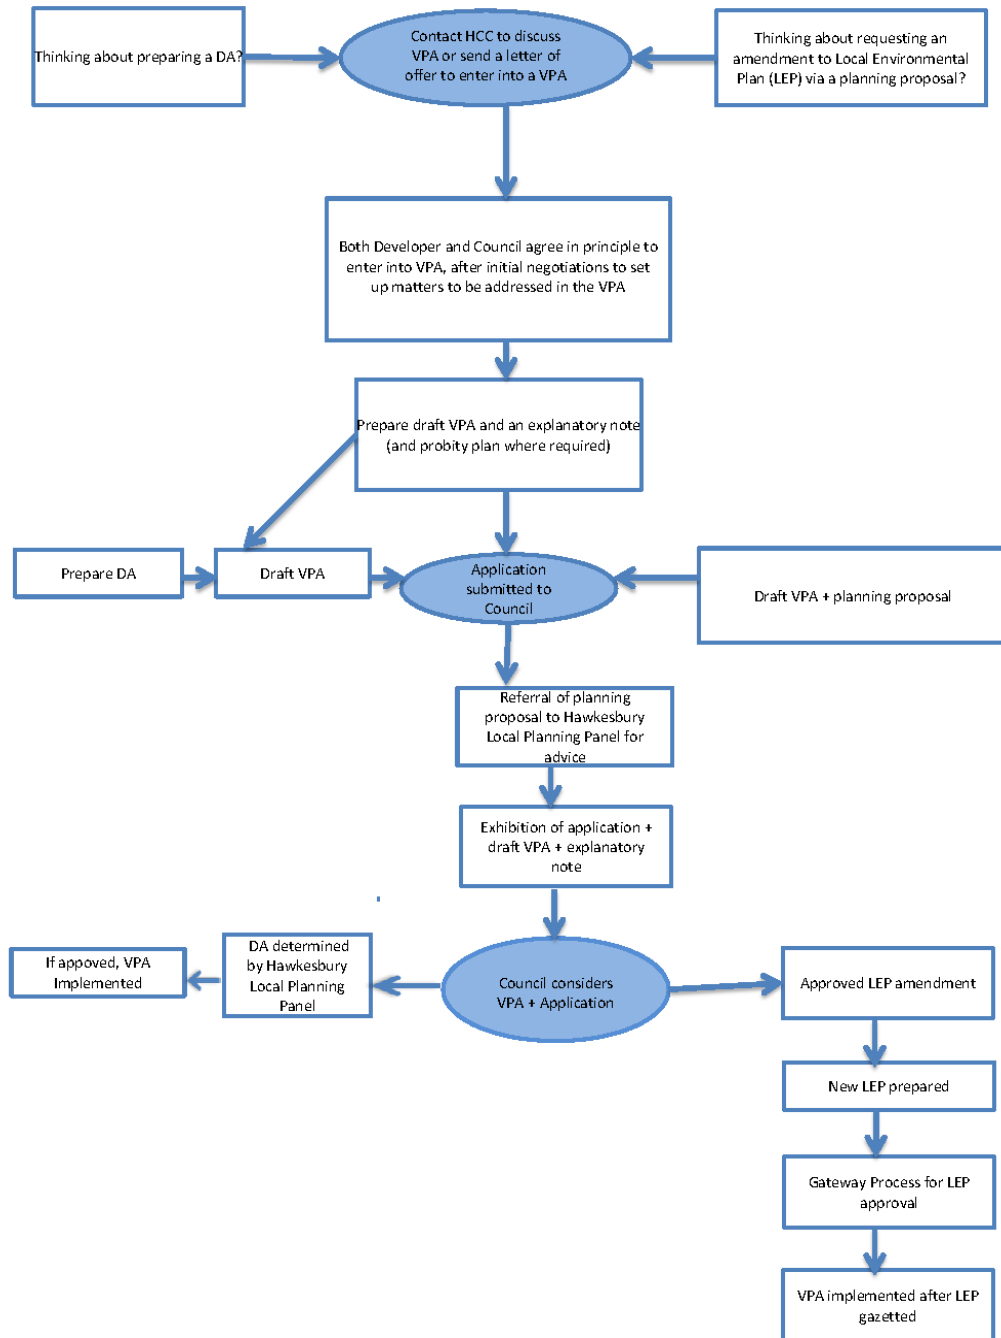 Thinking about preparing a DA?
Contact HCC to discuss
VPA or send a letter of
offer to enter into a VPA
Thinking about requesting an
amendment to Local Environmental
Plan (LEP) via a planning proposal?
Both Developer and Council agree in principle to
enter into VPA, after initial negotiations to set
up matters to be addressed in the VPA
Prepare draft VPA and an explanatory note
(and probity plan where required)
Prepare DA
Draft VPA
Application
submitted to
Council
Draft VPA + planning proposal
Referral of planning
proposal to Hawkesbury
Local Planning Panel for
advice
Exhibition of application +
draft VPA + explanatory
note
If appoved, VPA
Implemented
DA determined
by Hawkesbury
Local Planning
Panel
Council considers
VPA + Application
Approved LEP amendment
New LEP prepared
Gateway Process for LEP
approval
VPA implemented after LEP
gazetted